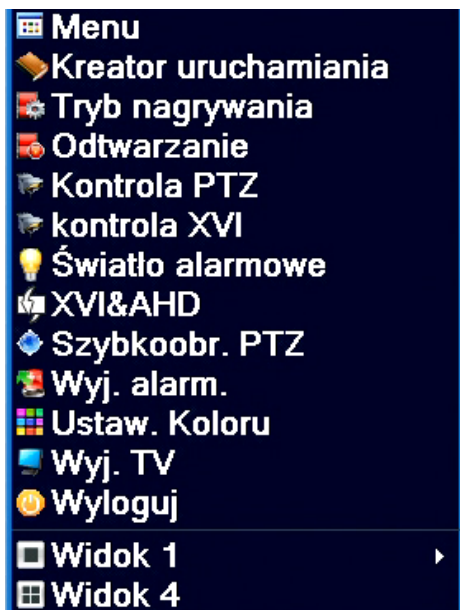 Menu
Kreator uruchamiania
Tryb nagrywania
Odtwarzanie
Kontrola PTZ
kontrola XVI
Światło alarmowe
XVI&AHD
Szybkoobr. PTZ
Wyj. alarm.
Ustaw. Koloru
Wyj. TV
Wyloguj
Widok 1
Widok 4